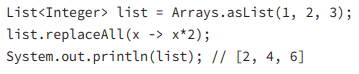 List<Integer> list = Arrays.asList(1, 2, 3);
list.replaceAll(x -> x*2);
System.out.println(list); // [2, 4, 6]